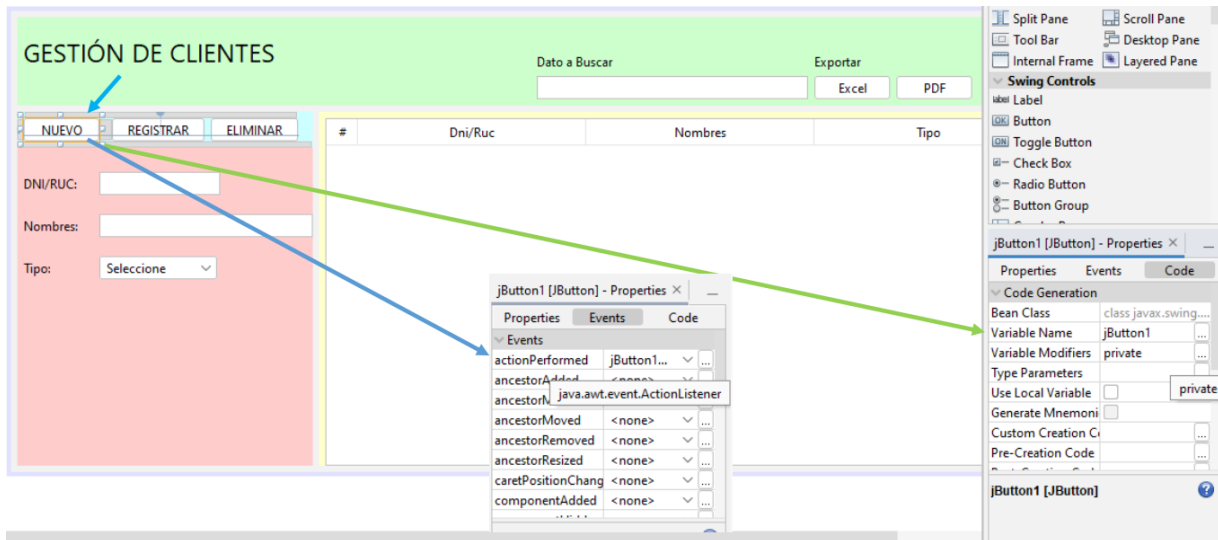 GESTIÓN DE CLIENTES
Dato a Buscar
Exportar
Excel PDF
NUEVO REGISTRAR ELIMINAR
DNI/RUC:
Nombres:
Tipo: Seleccione
# Dni/Ruc Nombres Tipo
jButton1 [JButton] - Properties ×
Properties Events Code
Events
actionPerformed jButton1... ...
ancestorAdded <none> ...
java.awt.event.ActionListener
ancestorMoved <none> ...
ancestorRemoved <none> ...
ancestorResized <none> ...
caretPositionChang <none> ...
componentAdded <none> ...
Split Pane Scroll Pane
Tool Bar Desktop Pane
Internal Frame Layered Pane
Swing Controls
label Label
OK Button
ON Toggle Button
Check Box
Radio Button
Button Group
jButton1 [JButton] - Properties ×
Properties Events Code
Code Generation
Bean Class class javax.swing....
Variable Name jButton1 ...
Variable Modifiers private ...
Type Parameters ...
Use Local Variable private
Generate Mnemoni
Custom Creation C ...
Pre-Creation Code ...
jButton1 [JButton] ?